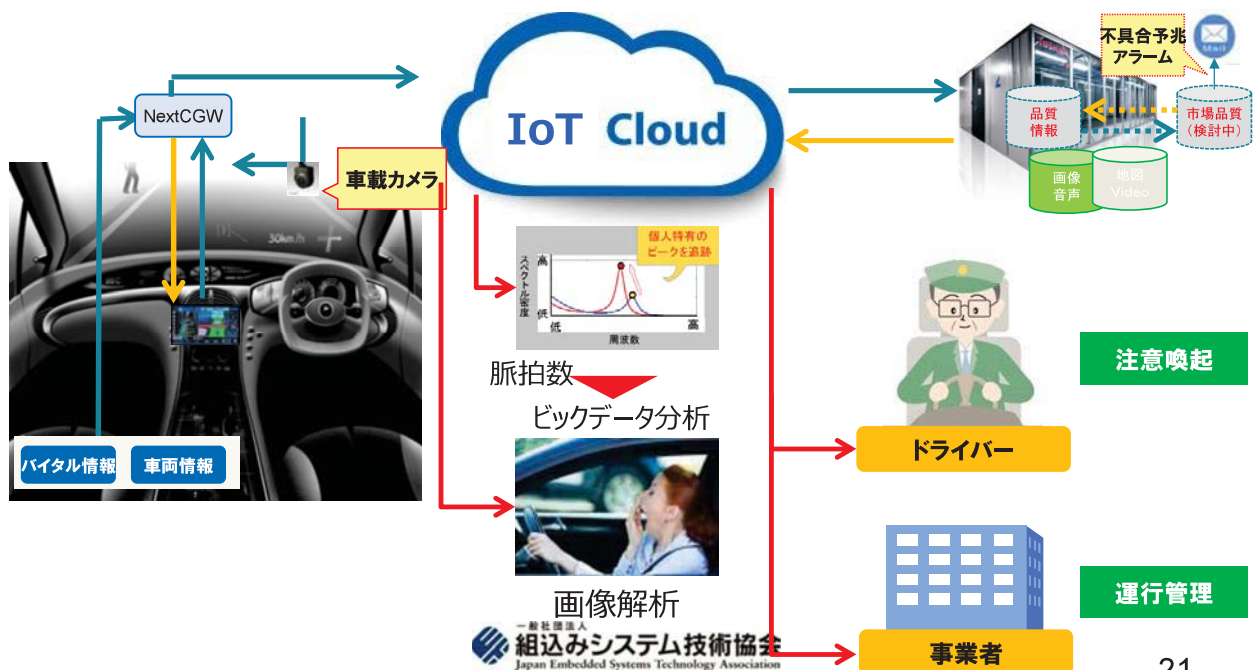 IoT Cloud
不具合予兆
アラーム
Mail
NextCGW
品質
情報
市場品質
(検討中)
車載カメラ
画像
音声
地図
Video
30km/h
個人特有の
ピークを追跡
スペクトル密度
高
低
低
高
周波数
脈拍数
ビックデータ分析
注意喚起
ドライバー
バイタル情報
車両情報
画像解析
運行管理
一般社団法人
組込みシステム技術協会
Japan Embedded Systems Technology Association
事業者
21